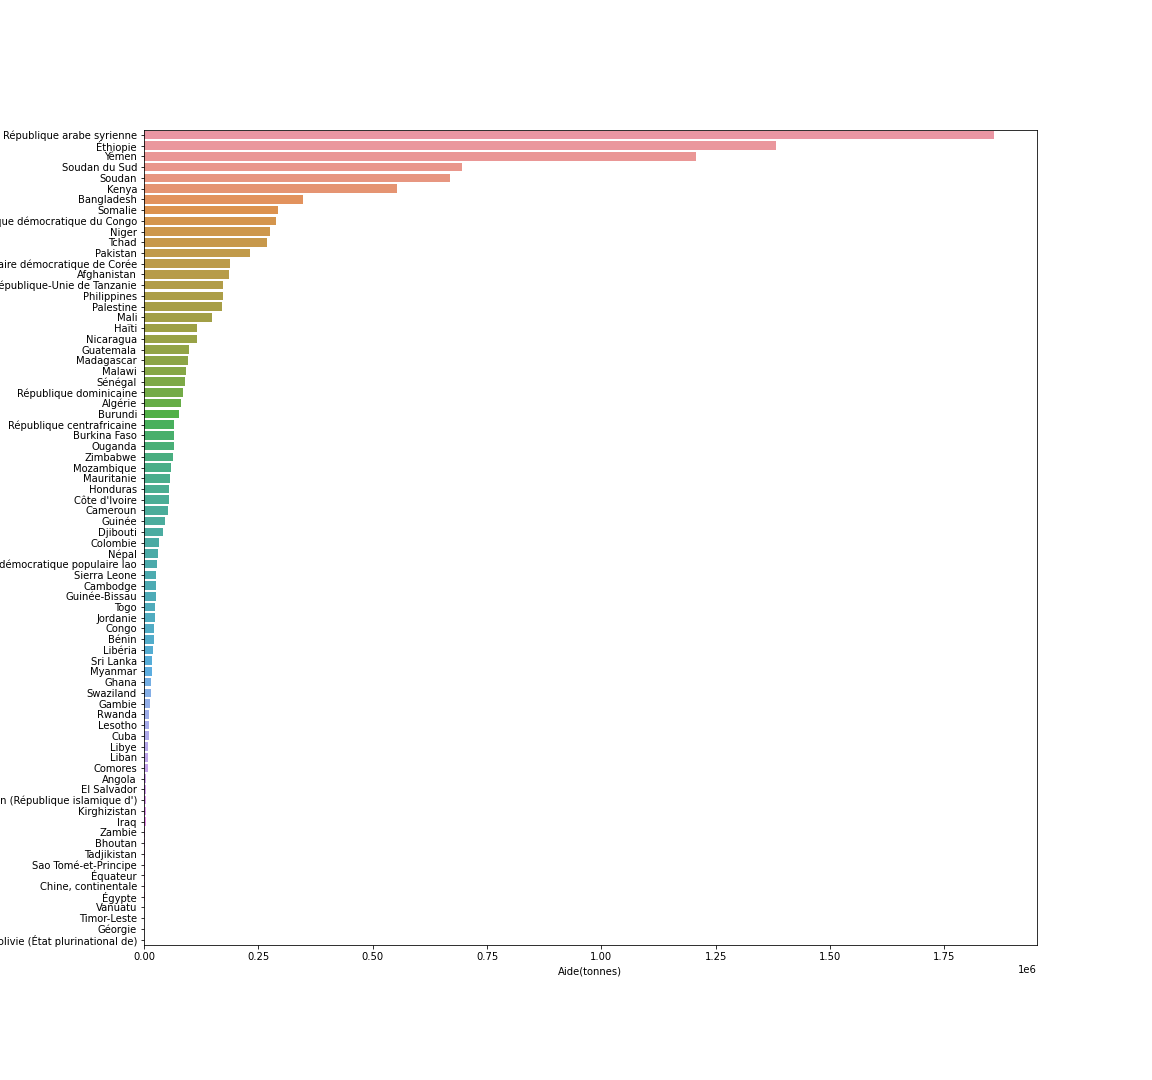 République arabe syrienne
Éthiopie
Yémen
Soudan du Sud
Soudan
Kenya
Bangladesh
Somalie
que démocratique du Congo
Niger
Tchad
Pakistan
aire démocratique de Corée
Afghanistan
épublique-Unie de Tanzanie
Philippines
Palestine
Mali
Haïti
Nicaragua
Guatemala
Madagascar
Malawi
Sénégal
République dominicaine
Algérie
Burundi
République centrafricaine
Burkina Faso
Ouganda
Zimbabwe
Mozambique
Mauritanie
Honduras
Côte d'Ivoire
Cameroun
Guinée
Djibouti
Colombie
Népal
démocratique populaire lao
Sierra Leone
Cambodge
Guinée-Bissau
Togo
Jordanie
Congo
Bénin
Libéria
Sri Lanka
Myanmar
Ghana
Swaziland
Gambie
Rwanda
Lesotho
Cuba
Libye
Liban
Comores
Angola
El Salvador
n (République islamique d')
Kirghizistan
Iraq
Zambie
Bhoutan
Tadjikistan
Sao Tomé-et-Principe
Équateur
Chine, continentale
Égypte
Vanuatu
Timor-Leste
Géorgie
olivie (État plurinational de)
0.00 0.25 0.50 0.75 1.00 1.25 1.50 1.75
1e6
Aide(tonnes)